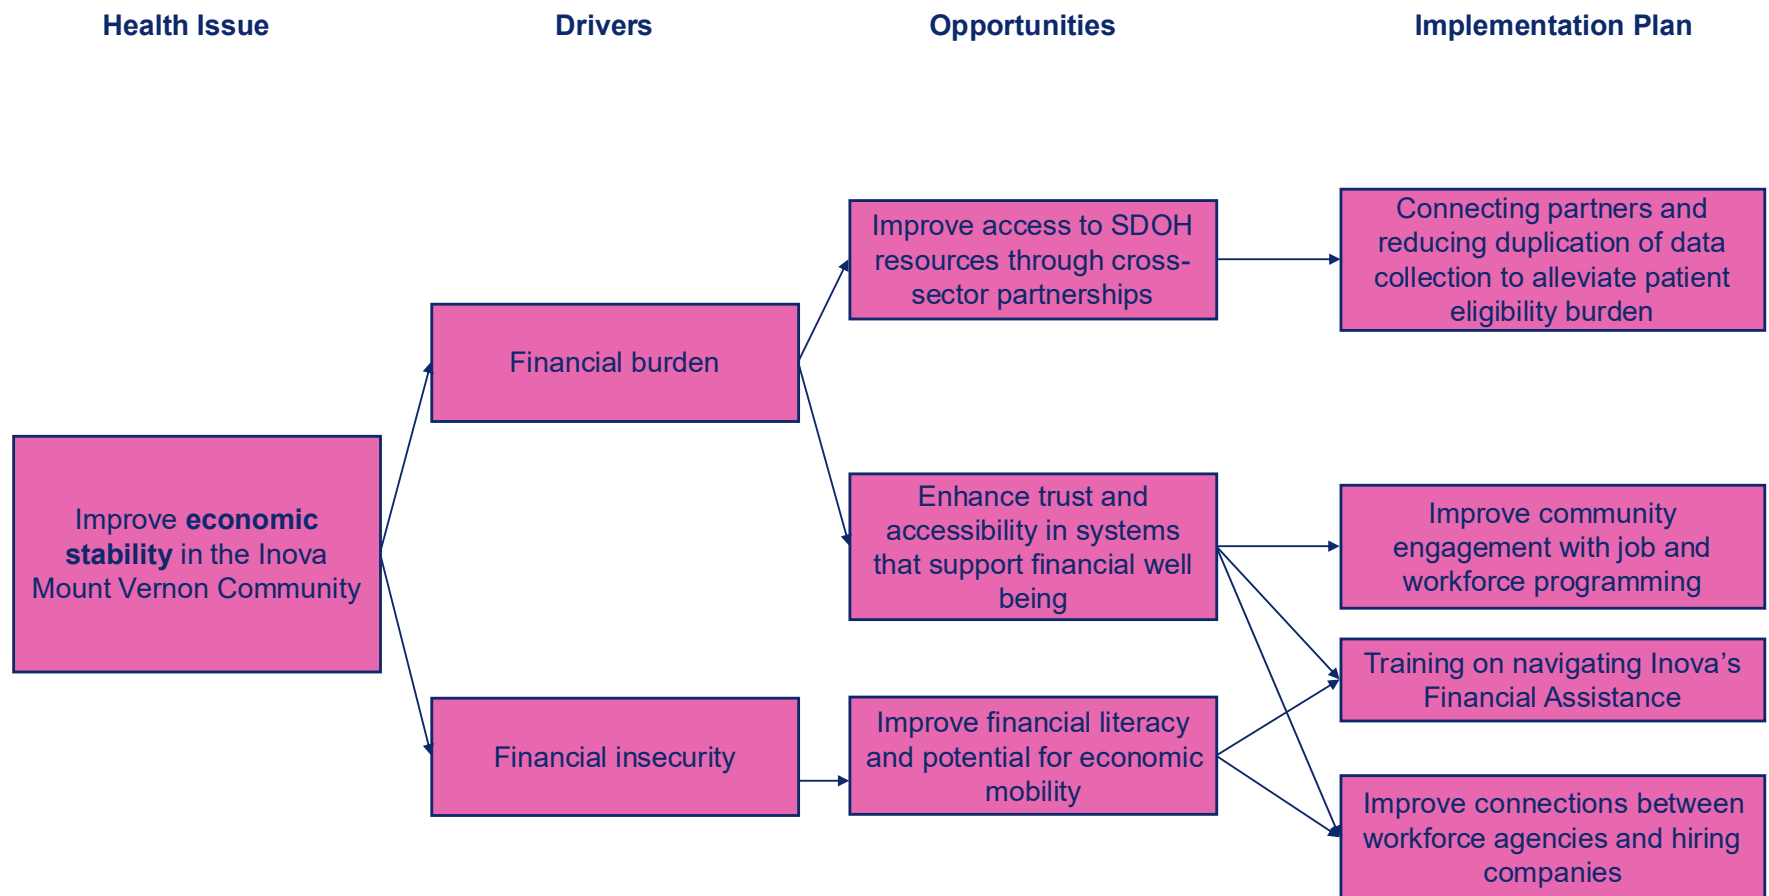 Health Issue
Drivers
Opportunities
Implementation Plan
Improve economic
stability in the Inova
Mount Vernon Community
Financial burden
Financial insecurity
Improve access to SDOH
resources through cross-
sector partnerships
Enhance trust and
accessibility in systems
that support financial well
being
Improve financial literacy
and potential for economic
mobility
Connecting partners and
reducing duplication of data
collection to alleviate patient
eligibility burden
Improve community
engagement with job and
workforce programming
Training on navigating Inova’s
Financial Assistance
Improve connections between
workforce agencies and hiring
companies